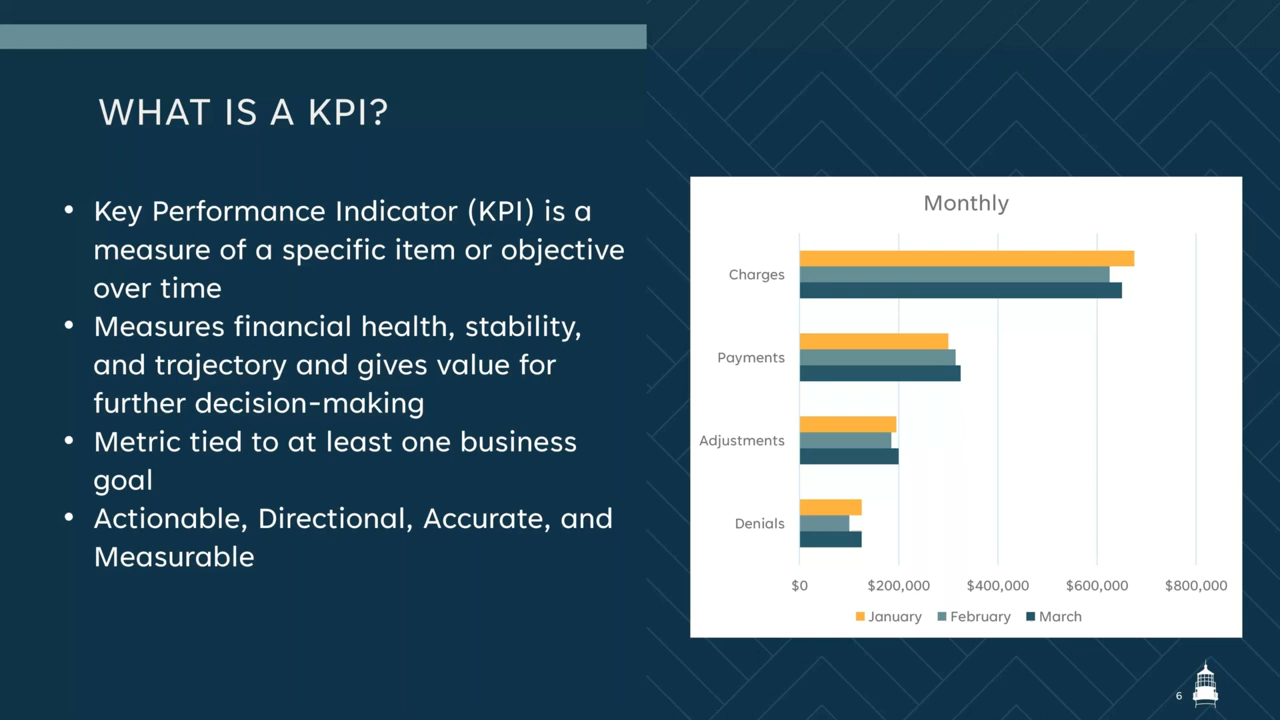 WHAT IS A KPI?
• Key Performance Indicator (KPI) is a
measure of a specific item or objective
over time
• Measures financial health, stability,
and trajectory and gives value for
further decision-making
• Metric tied to at least one business
goal
• Actionable, Directional, Accurate, and
Measurable
Monthly
Charges
Payments
Adjustments
Denials
$0 $200,000 $400,000 $600,000 $800,000
January February March
6